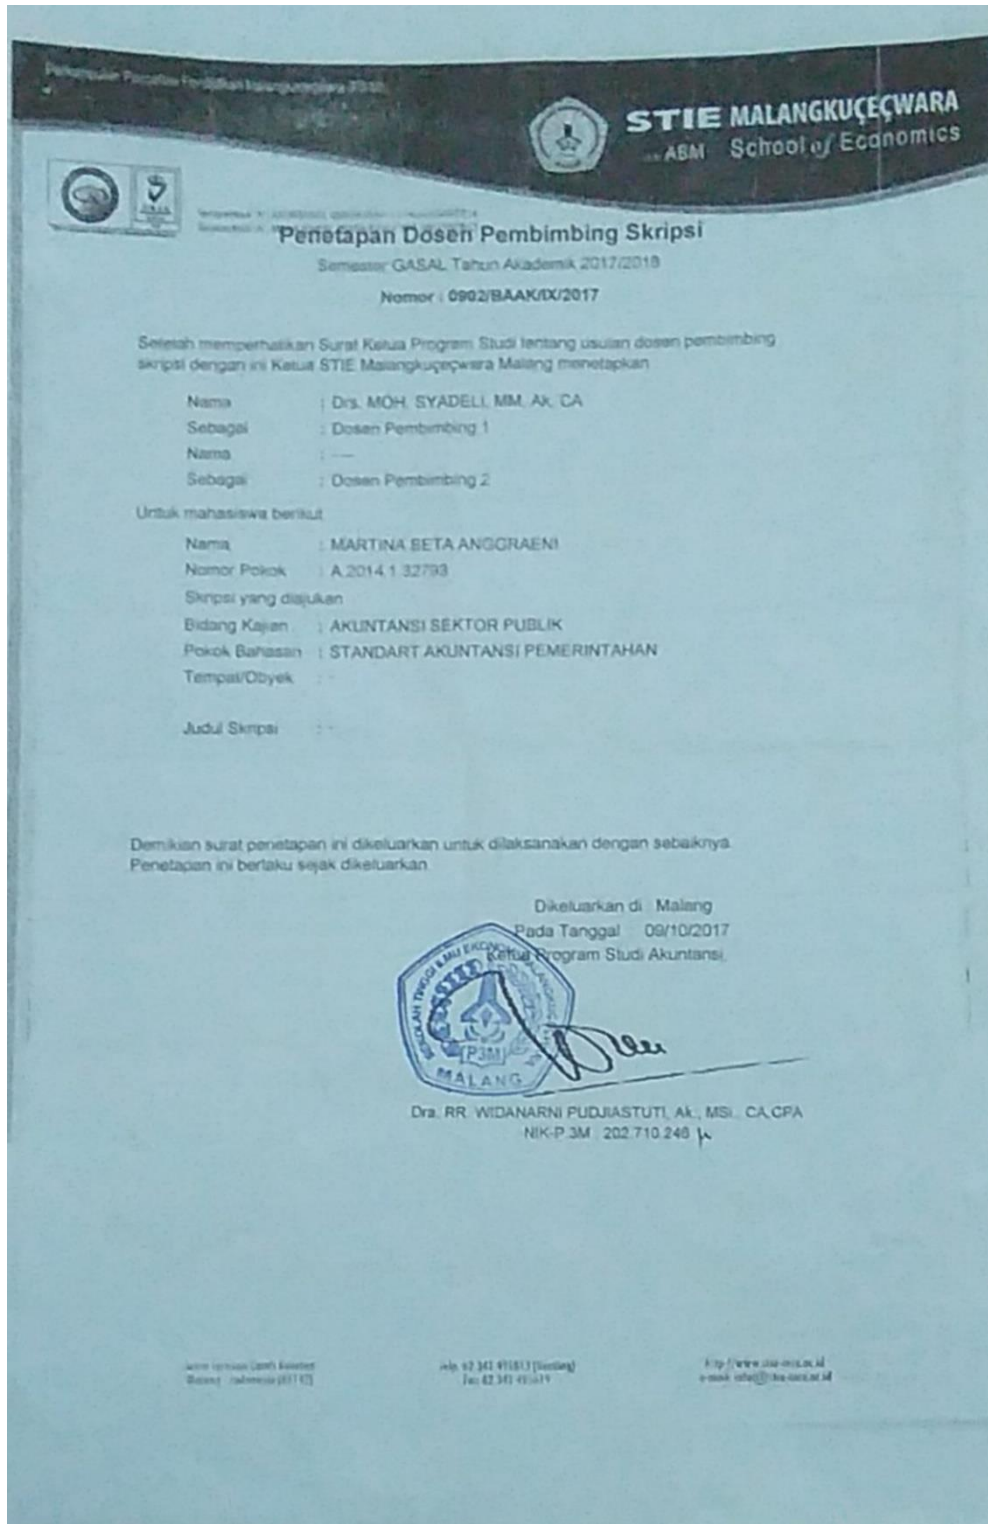 STIE MALANGKUÇEÇWARA
ABM School of Economics
Penetapan Dosen Pembimbing Skripsi
Semester GASAL Tahun Akademik 2017/2018
Nomor : 0902/BAAK/IX/2017
Setelah memperhatikan Surat Ketua Program Studi tentang usulan dosen pembimbing
skripsi dengan ini Ketua STIE Malangkuçeçwara Malang menetapkan
Nama : Drs. MOH. SYADELI, MM, Ak, CA
Sebagai : Dosen Pembimbing 1
Nama : ---
Sebagai : Dosen Pembimbing 2
Untuk mahasiswa berikut
Nama : MARTINA BETA ANGGRAENI
Nomor Pokok : A.2014.1.32793
Skripsi yang diajukan
Bidang Kajian : AKUNTANSI SEKTOR PUBLIK
Pokok Bahasan : STANDART AKUNTANSI PEMERINTAHAN
Tempat/Obyek : -
Judul Skripsi : -
Demikian surat penetapan ini dikeluarkan untuk dilaksanakan dengan sebaiknya.
Penetapan ini berlaku sejak dikeluarkan.
Dikeluarkan di : Malang
Pada Tanggal 09/10/2017
Ketua Program Studi Akuntansi,
SEKOLAH TINGGI ILMU EKONOMI
P3M
MALANG
Dra. RR. WIDANARNI PUDJIASTUTI, Ak., MSi., CA,CPA
NIK-P.3M : 202.710.246